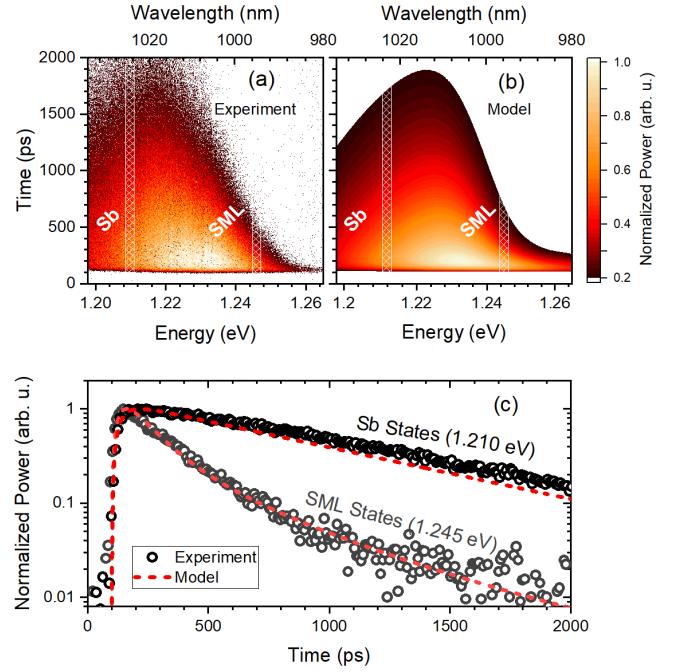 Wavelength (nm)
Wavelength (nm)
1020
1000
980
1020
1000
980
2000
1500
1000
500
0
Time (ps)
(a)
Experiment
Sb
SML
(b)
Model
Sb
SML
1.0
0.8
0.6
0.4
0.2
Normalized Power (arb. u.)
1.20
1.22
1.24
1.26
1.2
1.22
1.24
1.26
Energy (eV)
Energy (eV)
Normalized Power (arb. u.)
1
0.1
0.01
(c)
Sb States (1.210 eV)
SML States (1.245 eV)
Experiment
Model
0
500
1000
1500
2000
Time (ps)